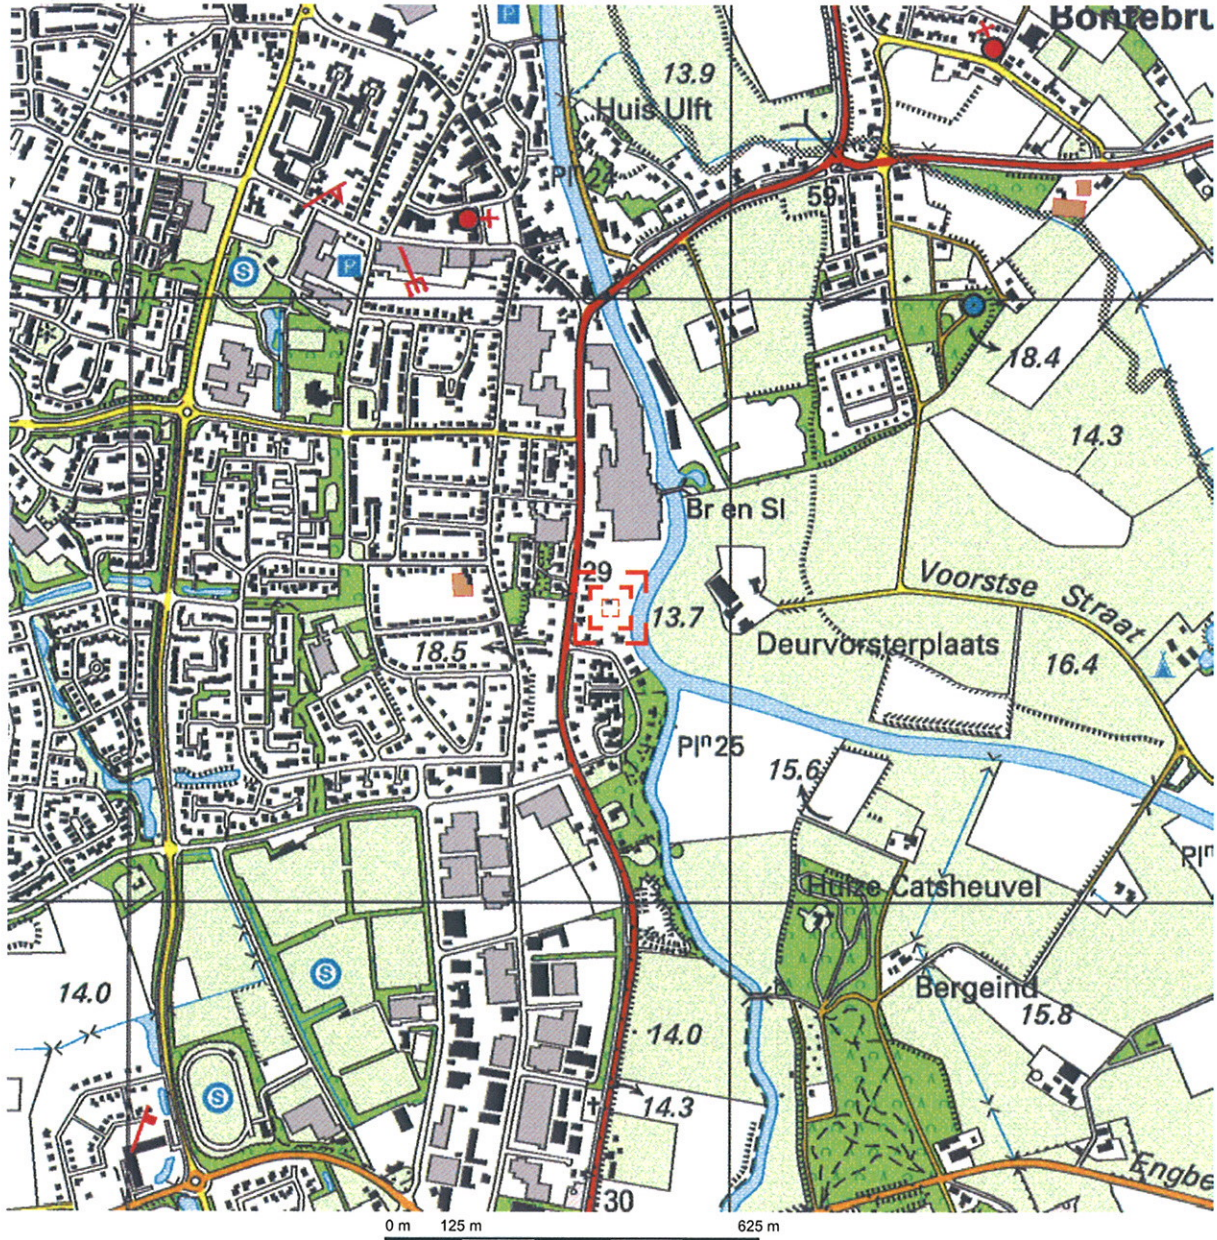 Bontebru
P
13.9
Huis Ulft
Plⁿ24
59
S
P
18.4
14.3
Br en Sl
29
13.7
Voorstse Straat
Deurvorsterplaats
18.5
16.4
Plⁿ25
15.6
Plⁿ
Huize Catsheuvel
S
14.0
Bergeind
15.8
14.0
S
14.3
Engbe
30
0 m 125 m 625 m